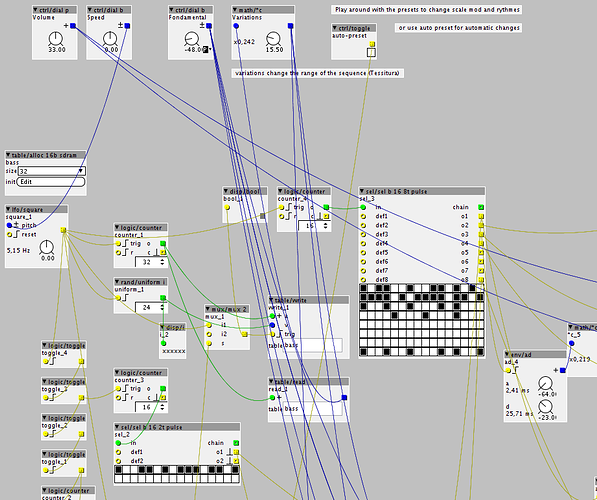 ctrl/dial p
Volume
33.00
ctrl/dial b
Speed
0.00
ctrl/dial b
Fondamental
-48.0
math/*c
Variations
x0,242
15.50
Play around with the presets to change scale mod and rythmes
ctrl/toggle
auto-preset
or use auto preset for automatic changes
variations change the range of the sequence (Tessitura)
table/alloc 16b sdram
bass
size 32
init Edit
lfo/square
square_1
pitch
reset
5,15 Hz
0.00
logic/counter
counter_1
trig o
r c
32
rand/uniform i
uniform_1
24
disp/i
i_2
xxxxxx
mux/mux 2
mux_1
i1 o
i2
s
disp/bool
bool_1
logic/counter
counter_4
trig o
r c
16
table/write
write_1
v
trig
table bass
table/read
read_1
table bass
sel/sel b 16 8t pulse
sel_3
in chain
def1 o1
def2 o2
def3 o3
def4 o4
def5 o5
def6 o6
def7 o7
def8 o8
math/*c
*c_5
x0,219
env/ad
ad_4
a
2,41 ms
-64.0
d
25,71 ms
-23.0
logic/toggle
toggle_4
logic/toggle
toggle_3
logic/toggle
toggle_2
logic/toggle
toggle_1
logic/counter
counter_2
logic/counter
counter_3
trig o
r c
16
sel/sel b 16 2t pulse
sel_2
in chain
def1 o1
def2 o2